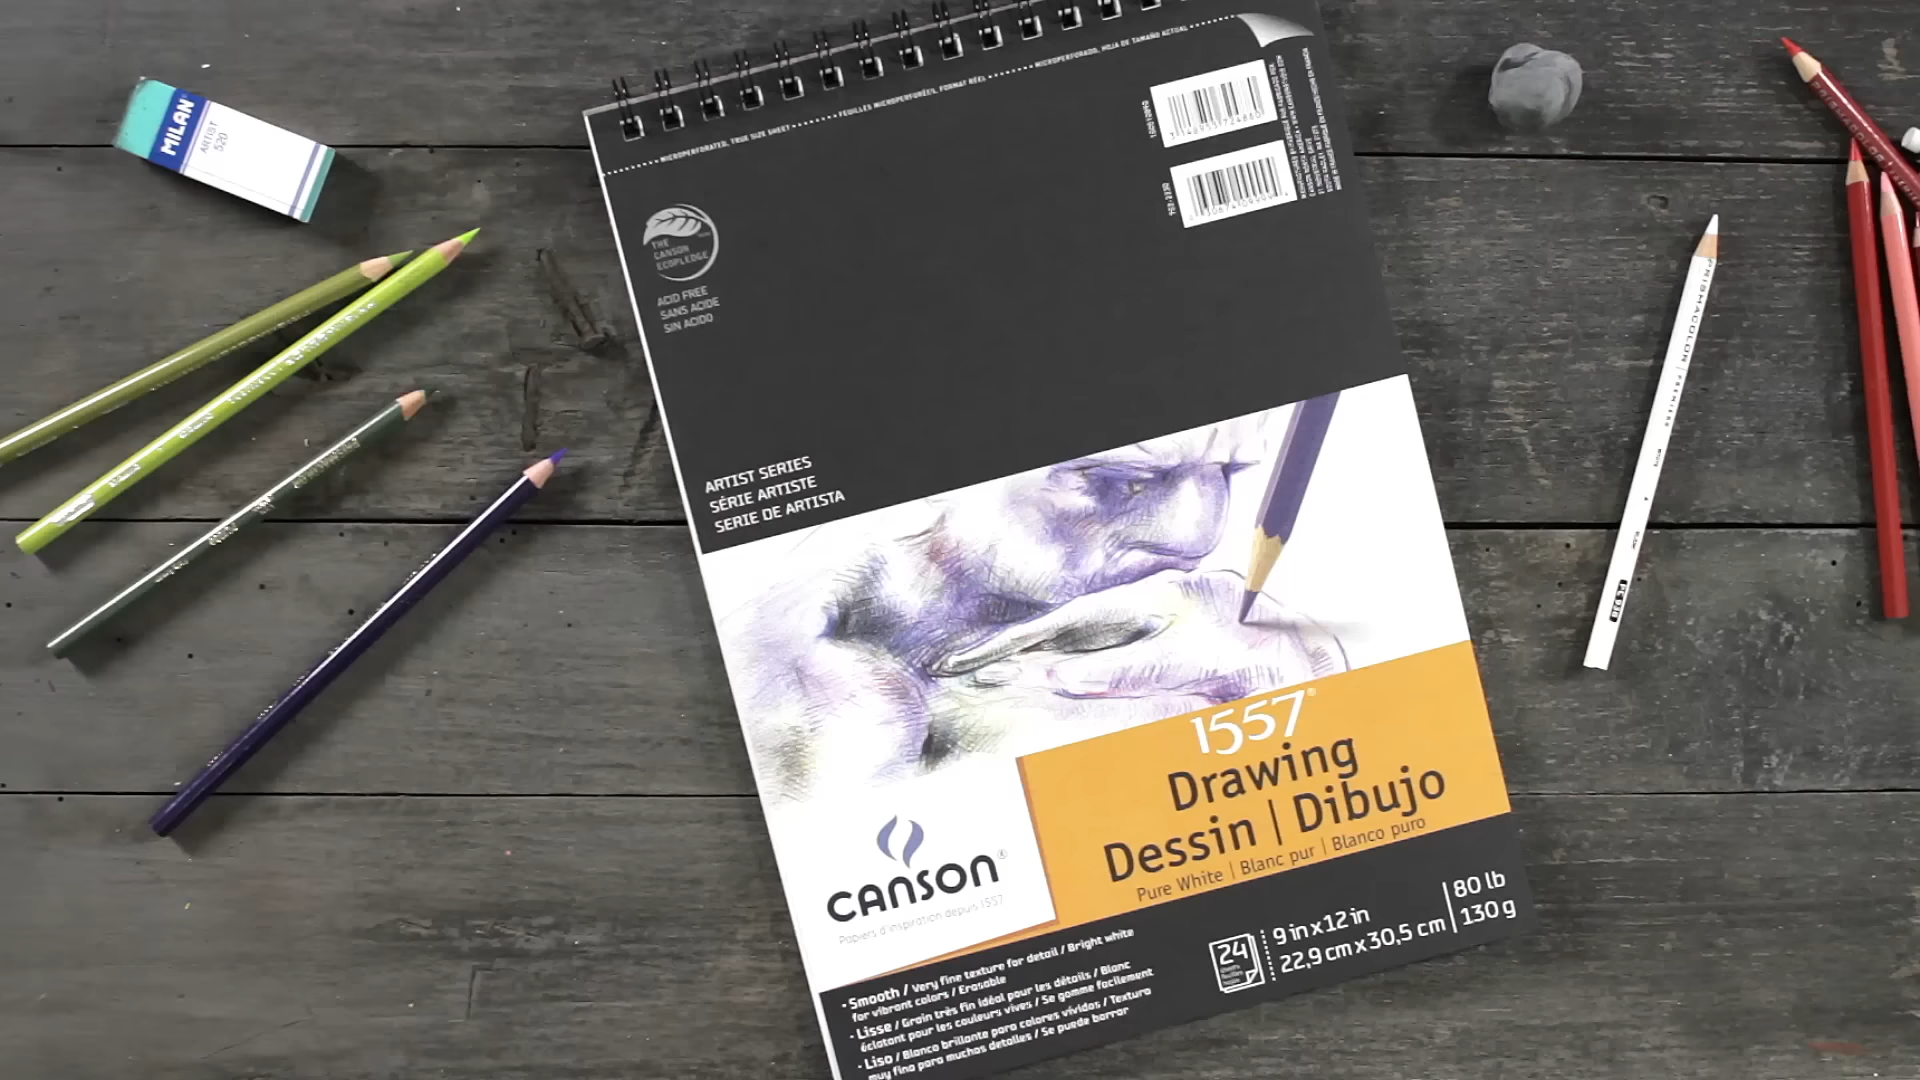 MILAN
ARTIST
520
MICROPERFORATED, TRUE SIZE SHEET
FEUILLES MICROPERFORÉES, FORMAT RÉEL
MICROPERFORADO, HOJA DE TAMAÑO ACTUAL
THE
CANSON
ECOPLEDGE
ACID FREE
SANS ACIDE
SIN ACIDO
ARTIST SERIES
SÉRIE ARTISTE
SERIE DE ARTISTA
1557®
Drawing
Dessin | Dibujo
Pure White | Blanc pur | Blanco puro
CANSON®
Papiers d'inspiration depuis 1557
80 lb
130 g
9 in x 12 in
22,9 cm x 30,5 cm
24
• Smooth / Very fine texture for detail / Bright white
for vibrant colors / Erasable
• Lisse / Grain très fin idéal pour les détails / Blanc
éclatant pour les couleurs vives / Se gomme facilement
• Liso / Blanco brillante para colores vívidos / Textura
muy fina para muchos detalles / Se puede borrar
PRISMACOLOR | PREMIER
PC 938
PRISMACOLOR